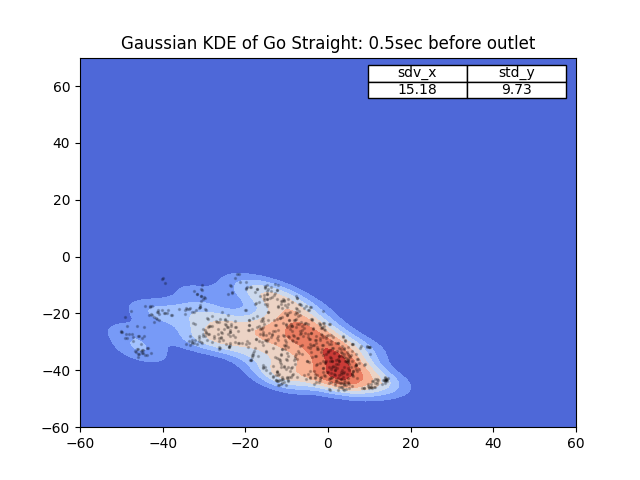 Gaussian KDE of Go Straight: 0.5sec before outlet
sdv_x std_y
15.18 9.73
60
40
20
0
−20
−40
−60
−60 −40 −20 0 20 40 60